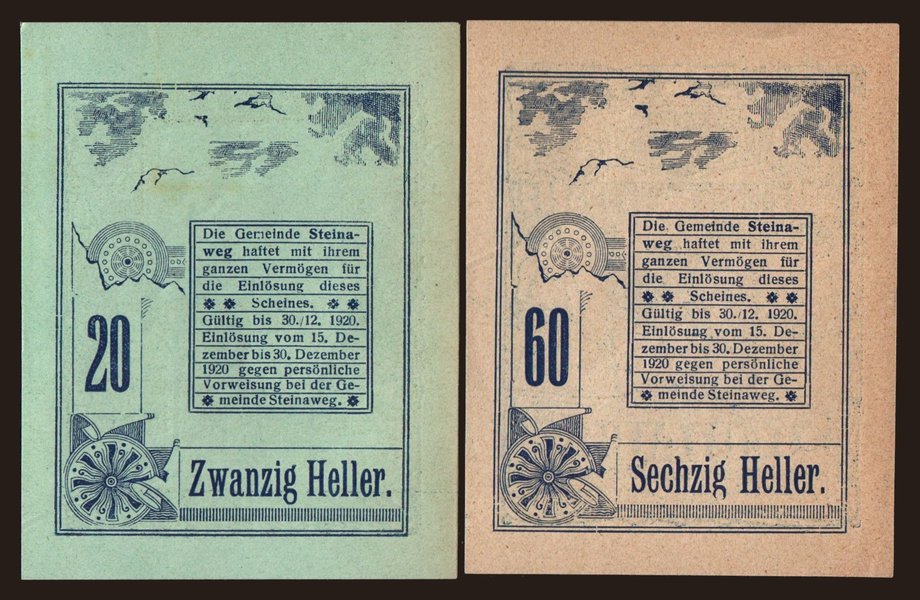 Die Gemeinde Steina-
weg haftet mit ihrem
ganzen Vermögen für
die Einlösung dieses
Scheines.
Gültig bis 30./12. 1920.
Einlösung vom 15. De-
zember bis 30. Dezember
1920 gegen persönliche
Vorweisung bei der Ge-
meinde Steinaweg.
20
Zwanzig Heller.
Die Gemeinde Steina-
weg haftet mit ihrem
ganzen Vermögen für
die Einlösung dieses
Scheines.
Gültig bis 30./12. 1920.
Einlösung vom 15. De-
zember bis 30. Dezember
1920 gegen persönliche
Vorweisung bei der Ge-
meinde Steinaweg.
60
Sechzig Heller.